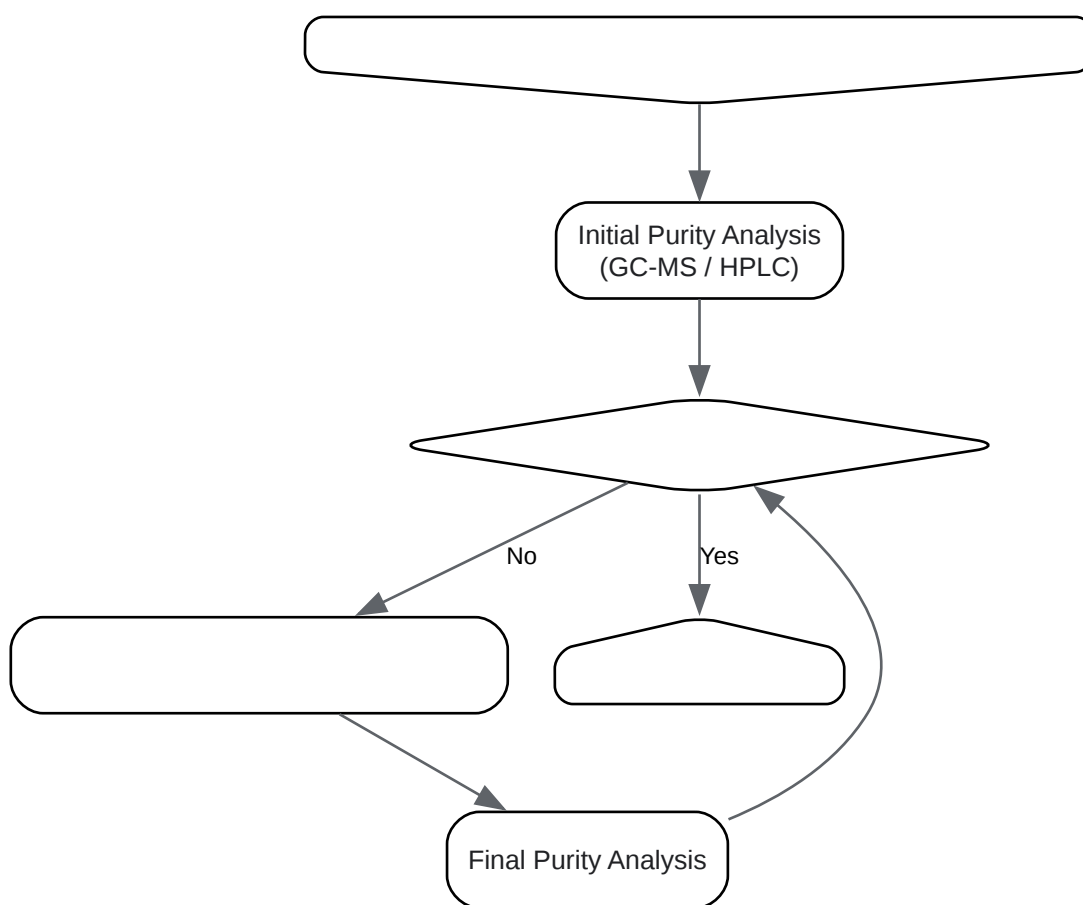 Initial Purity Analysis
(GC-MS / HPLC)
No
Yes
Final Purity Analysis